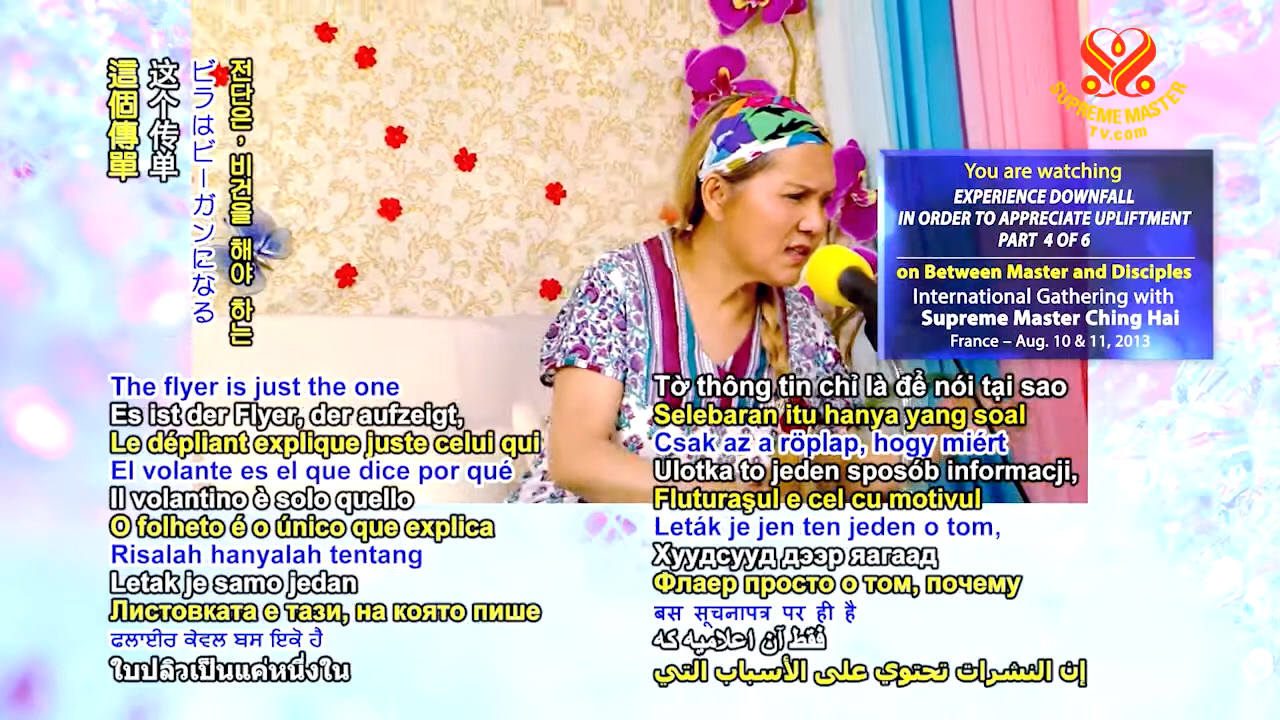 這個傳單
这个传单
ビラはビーガンになる
전단은, 비건을 해야 하는
SUPREME MASTER
TV.com
You are watching
EXPERIENCE DOWNFALL
IN ORDER TO APPRECIATE UPLIFTMENT
PART 4 OF 6
on Between Master and Disciples
International Gathering with
Supreme Master Ching Hai
France – Aug. 10 & 11, 2013
The flyer is just the one
Es ist der Flyer, der aufzeigt,
Le dépliant explique juste celui qui
El volante es el que dice por qué
Il volantino è solo quello
O folheto é o único que explica
Risalah hanyalah tentang
Letak je samo jedan
Листовката е тази, на която пише
ਫਲਾਈਰ ਕੇਵਲ ਬਸ ਇਕੋ ਹੈ
ใบปลิวเป็นแค่หนึ่งใน
Tờ thông tin chỉ là để nói tại sao
Selebaran itu hanya yang soal
Csak az a röplap, hogy miért
Ulotka to jeden sposób informacji,
Fluturaşul e cel cu motivul
Leták je jen ten jeden o tom,
Хуудсууд дээр яагаад
Флаер просто о том, почему
बस सूचनापत्र पर ही है
فقط آن اعلامیه که
إن النشرات تحتوي على الأسباب التي